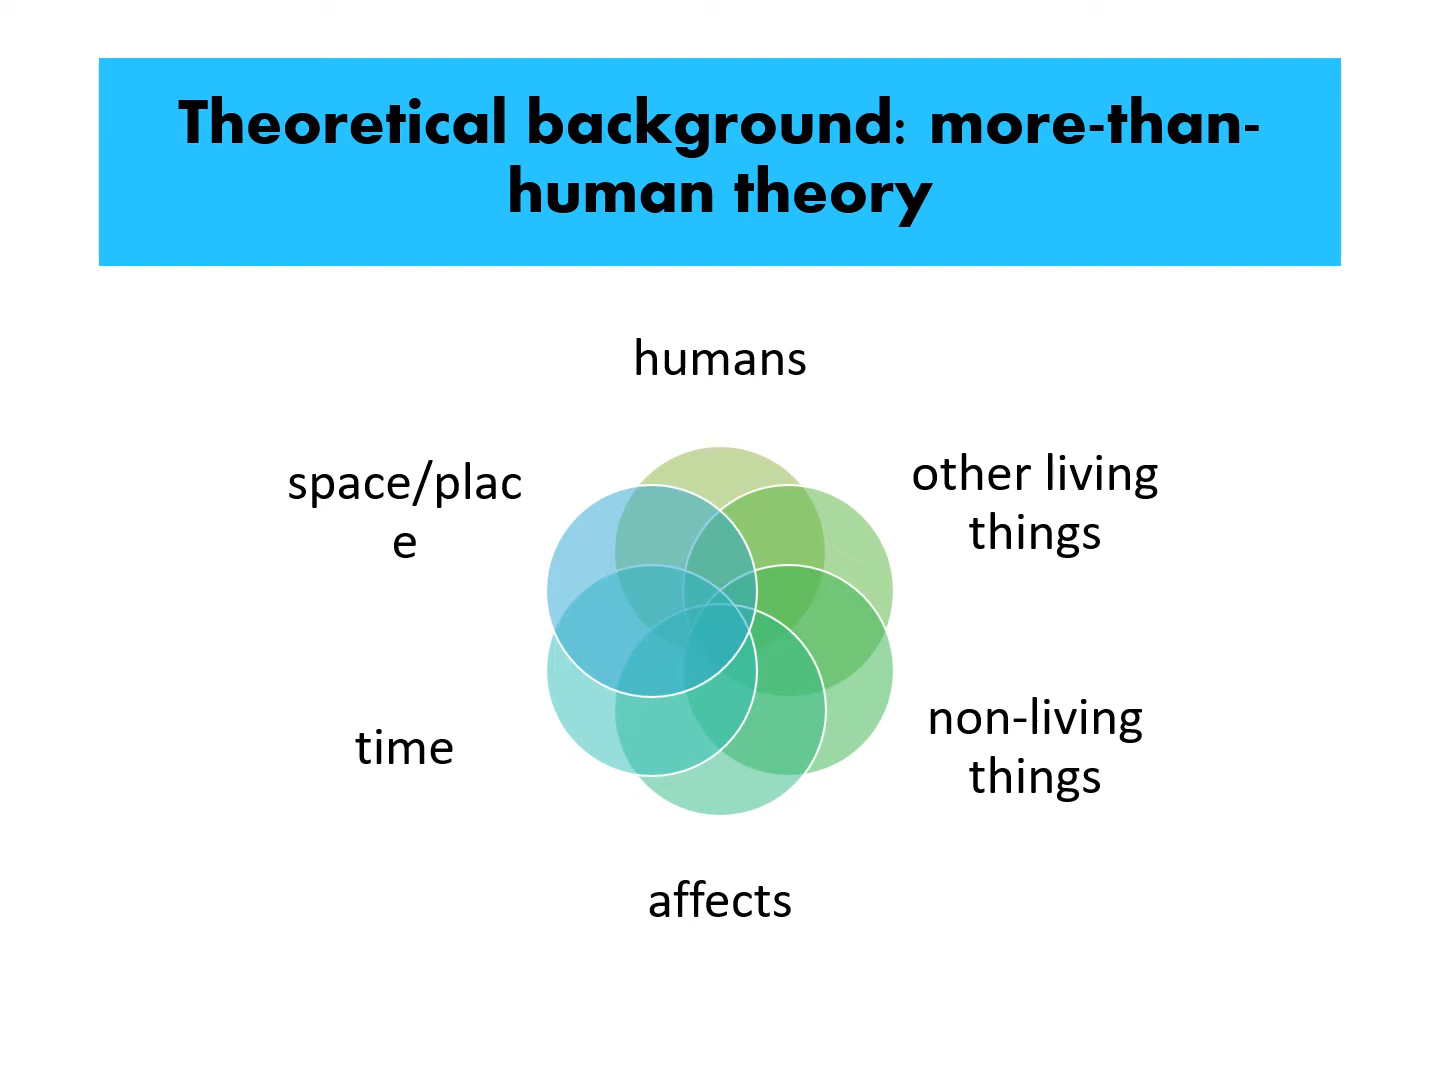 Theoretical background: more-than-
human theory
humans
other living
things
non-living
things
affects
time
space/plac
e